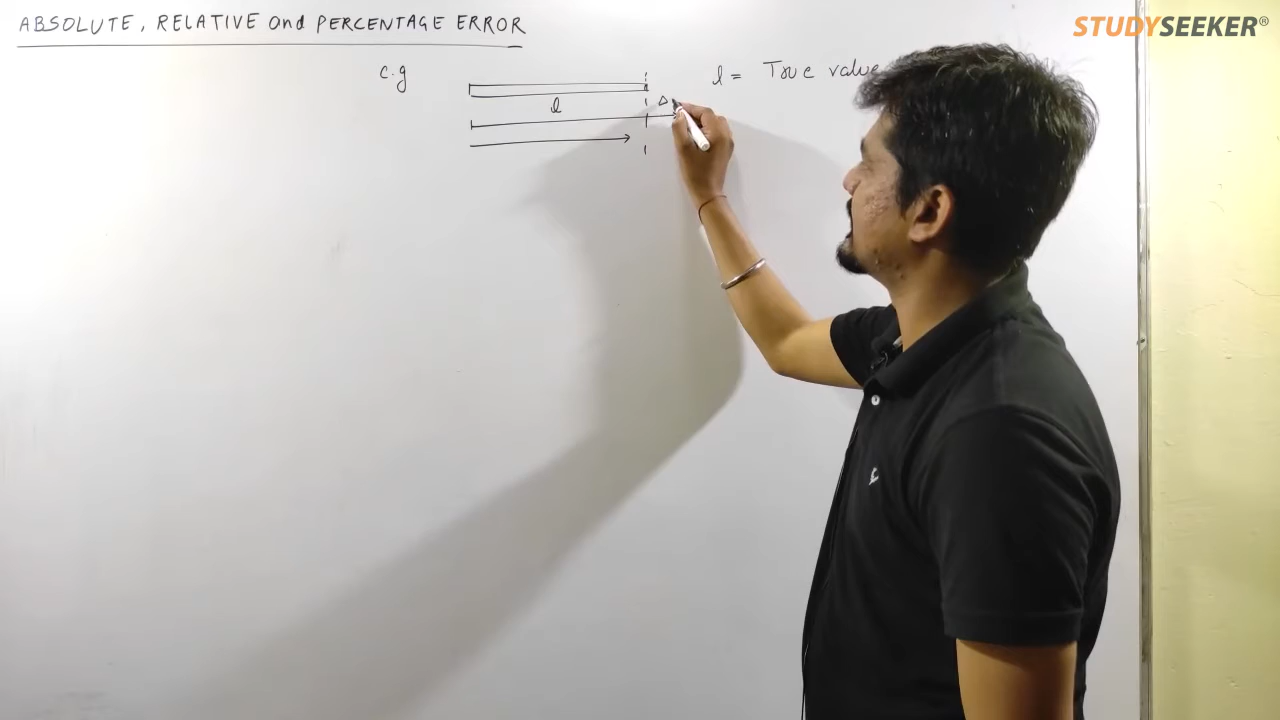 ABSOLUTE, RELATIVE and PERCENTAGE ERROR
STUDYSEEKER®
e.g
l = True value
l
Δ